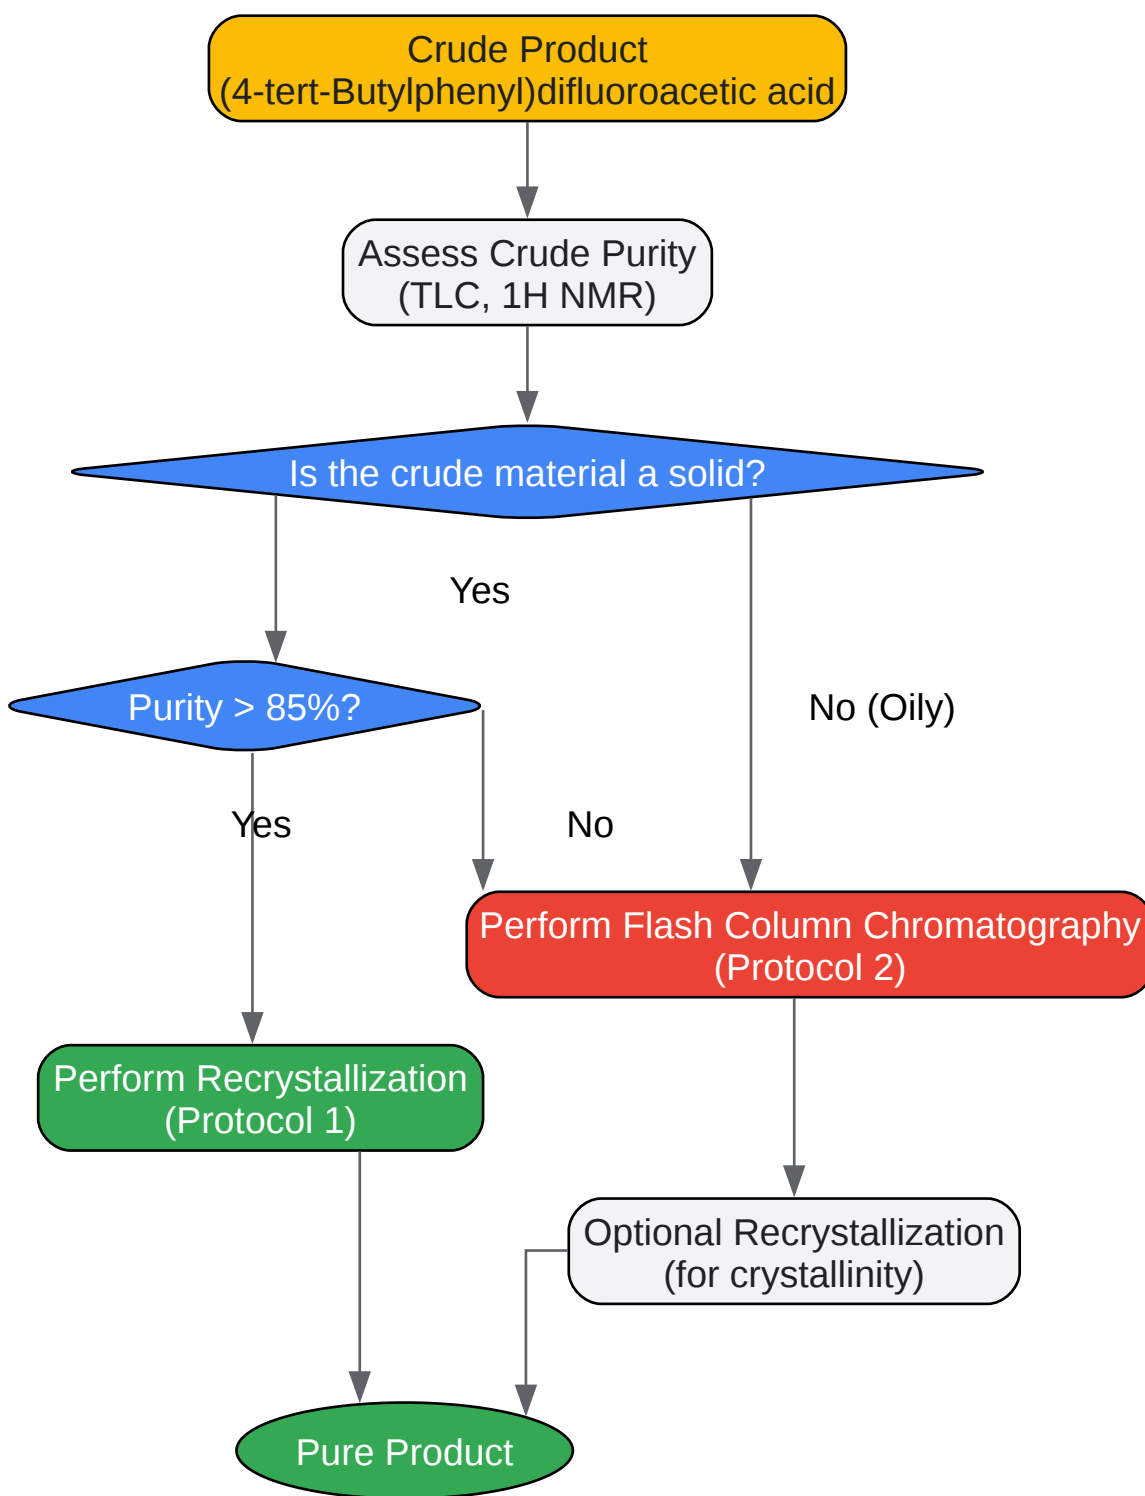 Crude Product
(4-tert-Butylphenyl)difluoroacetic acid
Assess Crude Purity
(TLC, 1H NMR)
Is the crude material a solid?
Yes
Purity > 85%?
No (Oily)
Yes
No
Perform Flash Column Chromatography
(Protocol 2)
Perform Recrystallization
(Protocol 1)
Optional Recrystallization
(for crystallinity)
Pure Product